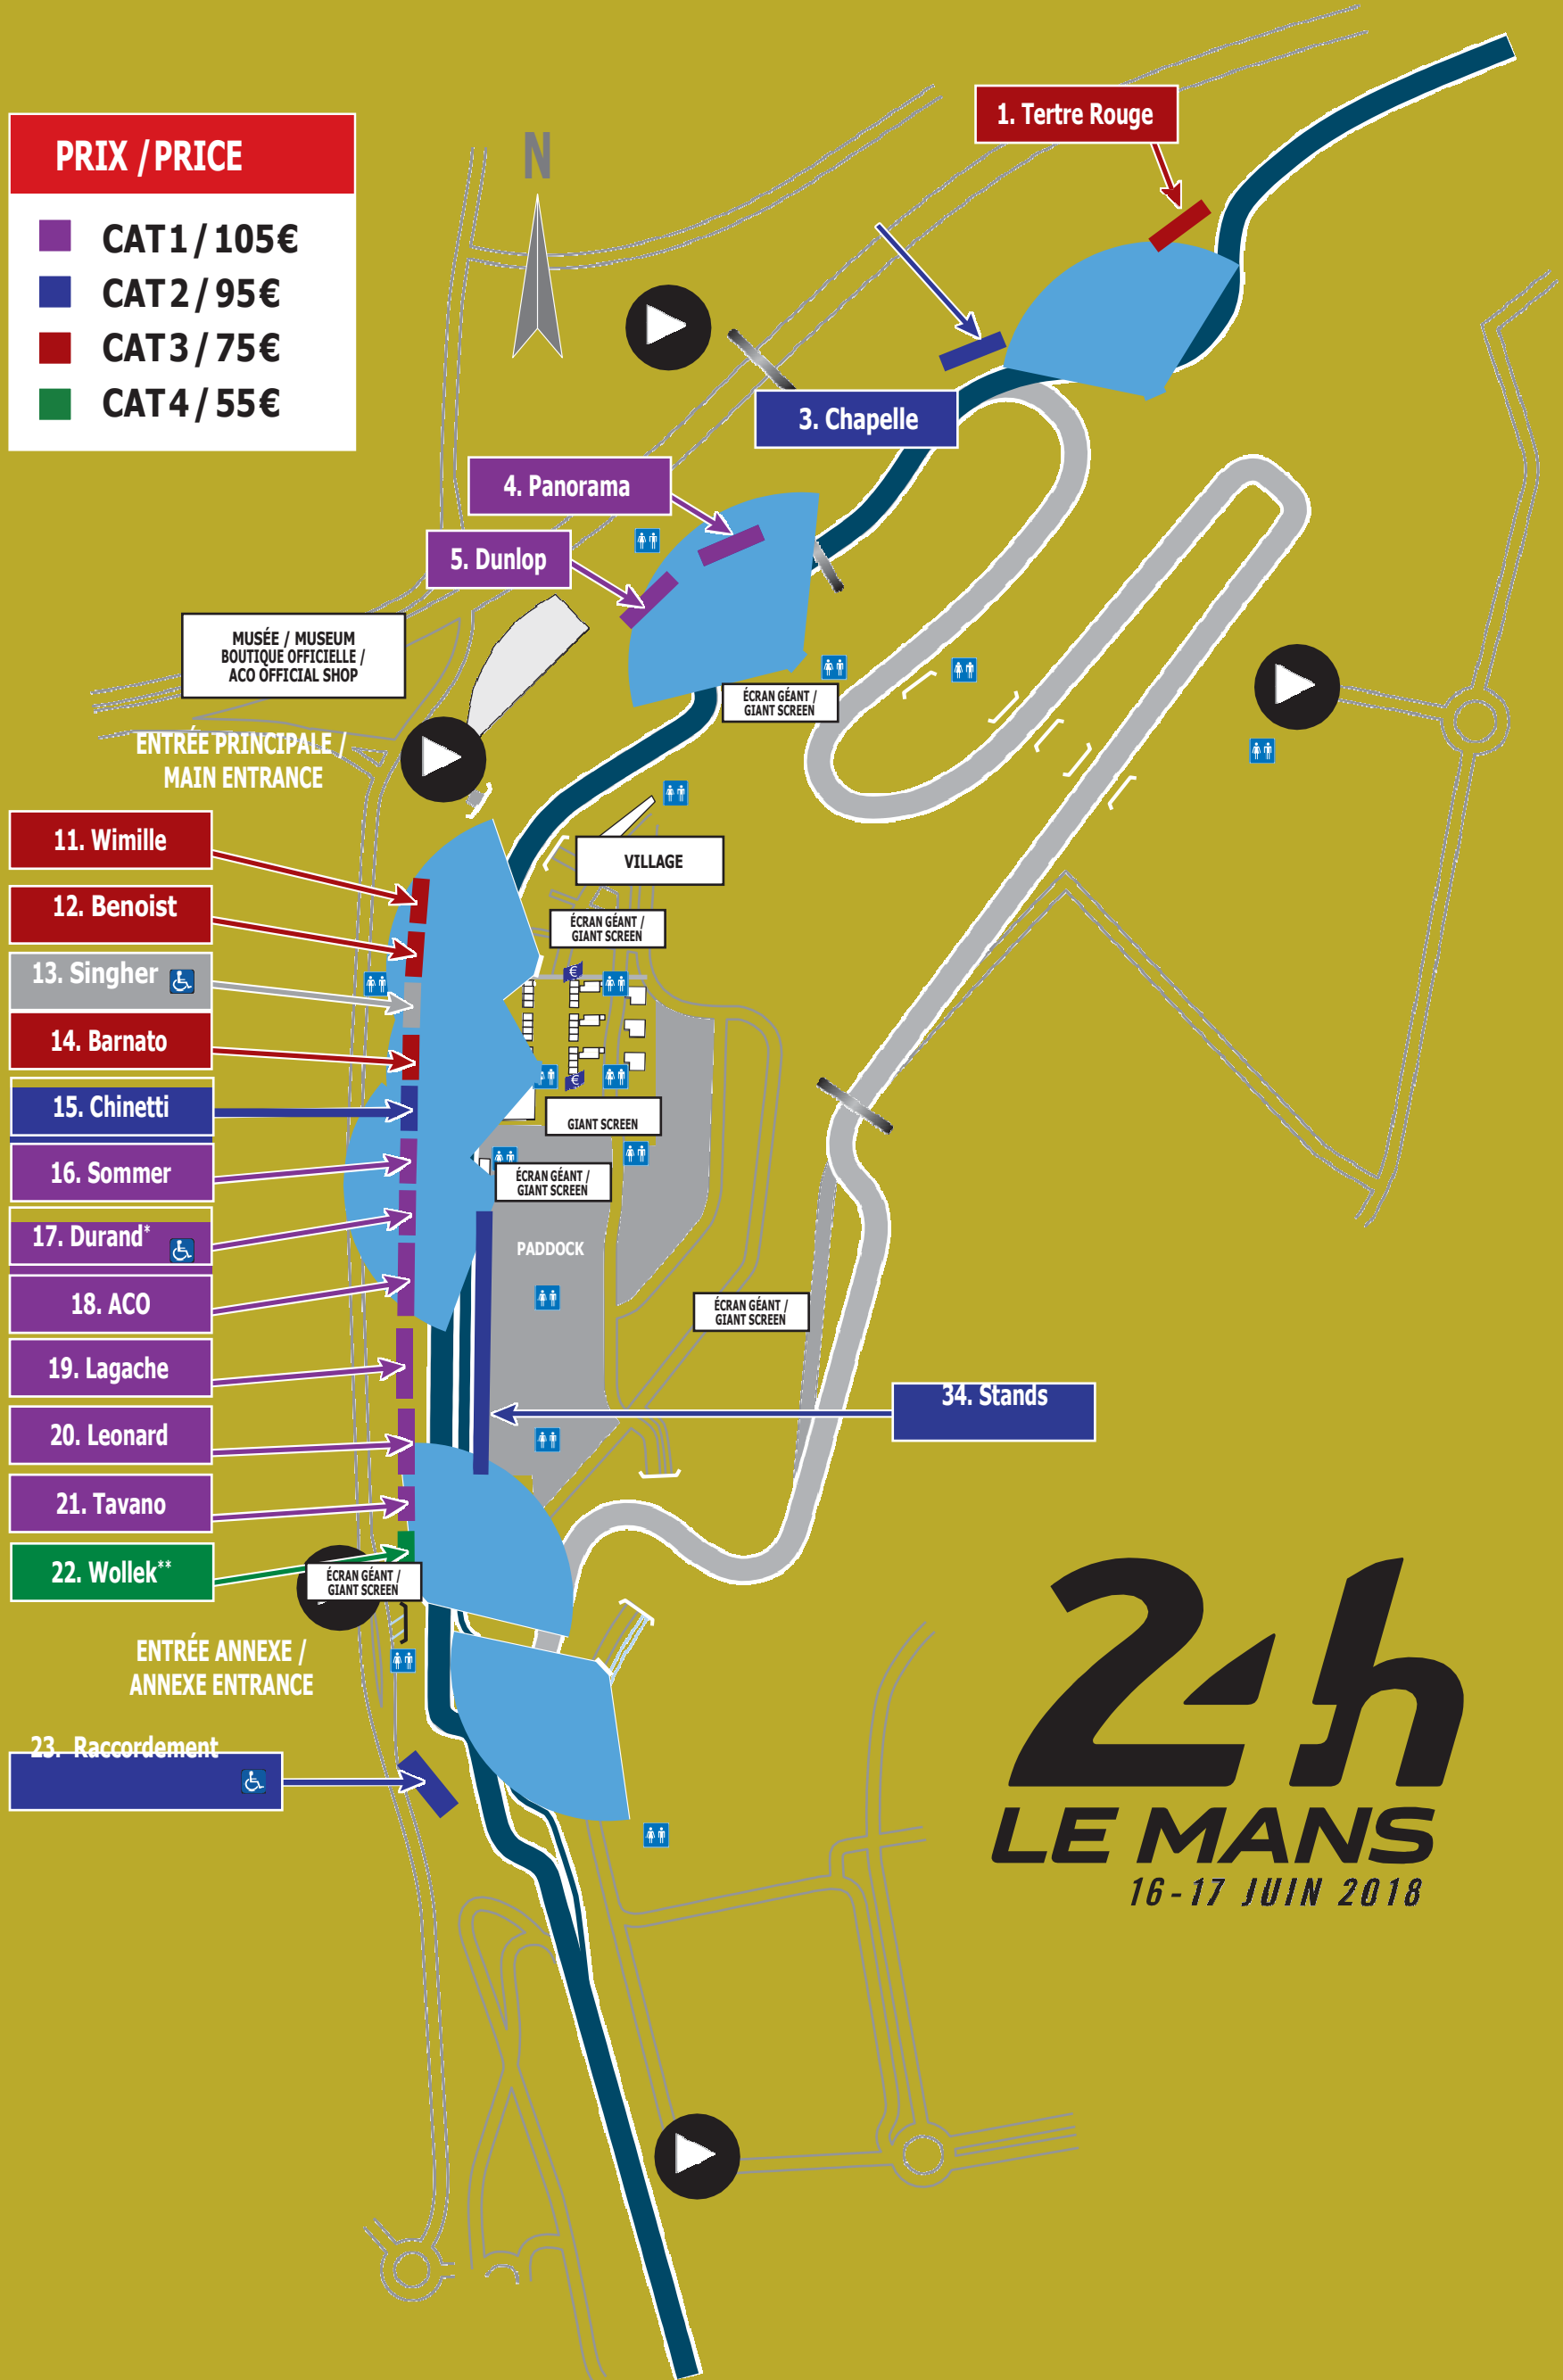 1. Tertre Rouge
PRIX / PRICE
CAT 1 / 105€
CAT 2 / 95€
CAT 3 / 75€
CAT 4 / 55€
N
3. Chapelle
4. Panorama
5. Dunlop
MUSÉE / MUSEUM
BOUTIQUE OFFICIELLE /
ACO OFFICIAL SHOP
ÉCRAN GÉANT /
GIANT SCREEN
ENTRÉE PRINCIPALE /
MAIN ENTRANCE
11. Wimille
VILLAGE
12. Benoist
ÉCRAN GÉANT /
GIANT SCREEN
13. Singher
€
14. Barnato
€
15. Chinetti
GIANT SCREEN
16. Sommer
ÉCRAN GÉANT /
GIANT SCREEN
17. Durand*
PADDOCK
18. ACO
ÉCRAN GÉANT /
GIANT SCREEN
19. Lagache
34. Stands
20. Leonard
21. Tavano
22. Wollek**
ÉCRAN GÉANT /
GIANT SCREEN
ENTRÉE ANNEXE /
ANNEXE ENTRANCE
23. Raccordement
24h
LE MANS
16-17 JUIN 2018